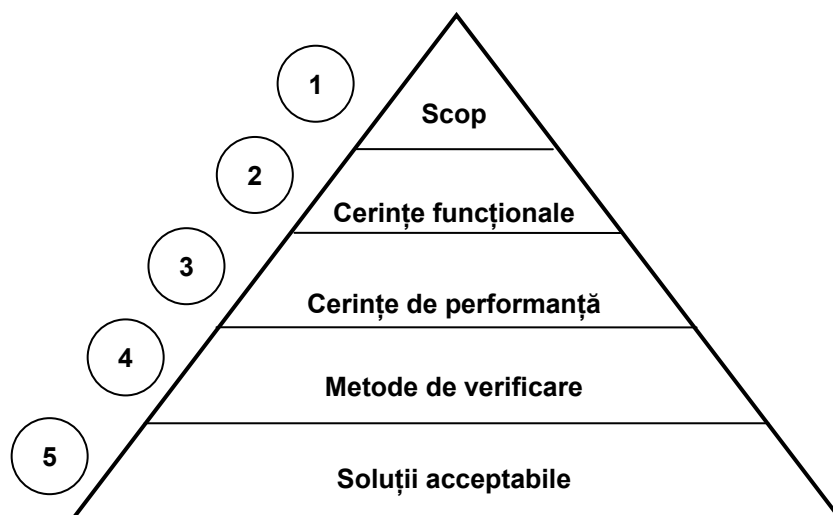 1
Scop
2
Cerințe funcționale
3
Cerințe de performanță
4
Metode de verificare
5
Soluții acceptabile